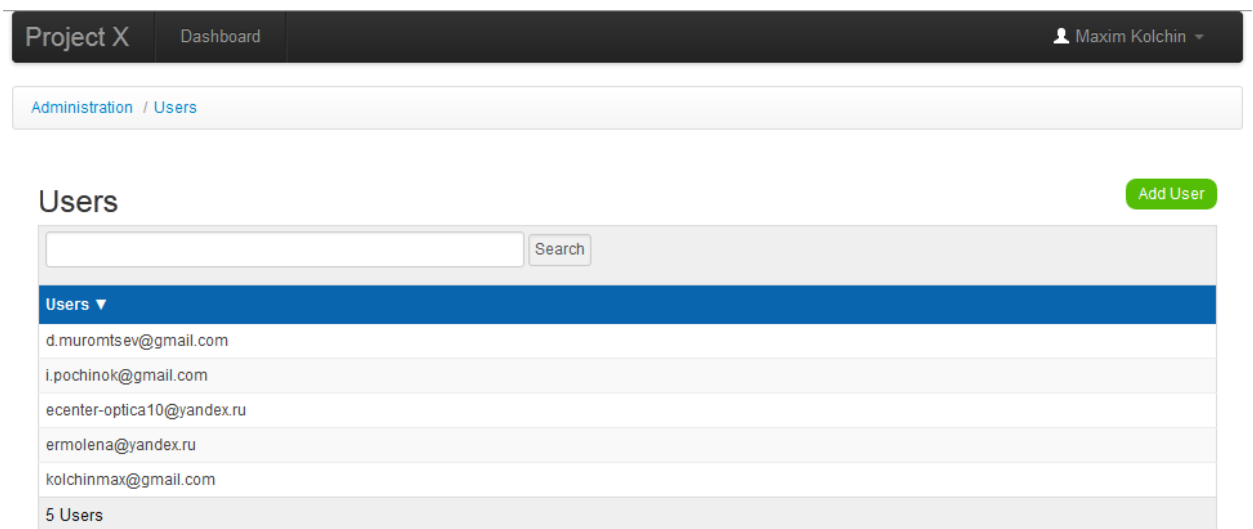 Project X Dashboard Maxim Kolchin
Administration / Users
Users Add User
Search
Users ▼
d.muromtsev@gmail.com
i.pochinok@gmail.com
ecenter-optica10@yandex.ru
ermolena@yandex.ru
kolchinmax@gmail.com
5 Users